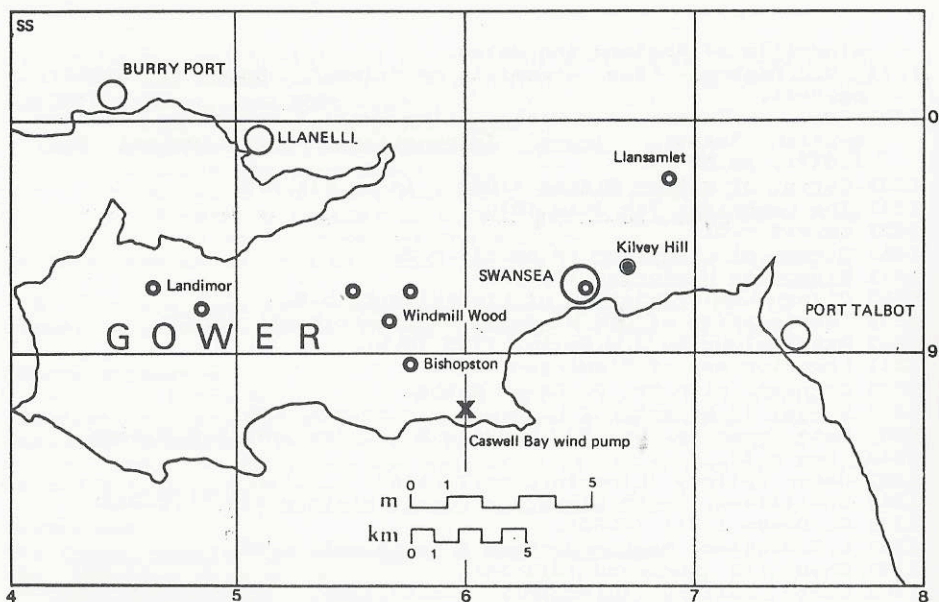 SS
BURRY PORT
0
LLANELLI
Llansamlet
Kilvey Hill
SWANSEA
Landimor
PORT TALBOT
Windmill Wood
GOWER
9
Bishopston
Caswell Bay wind pump
0 1 5
m
km
0 5
4 5 6 7 8